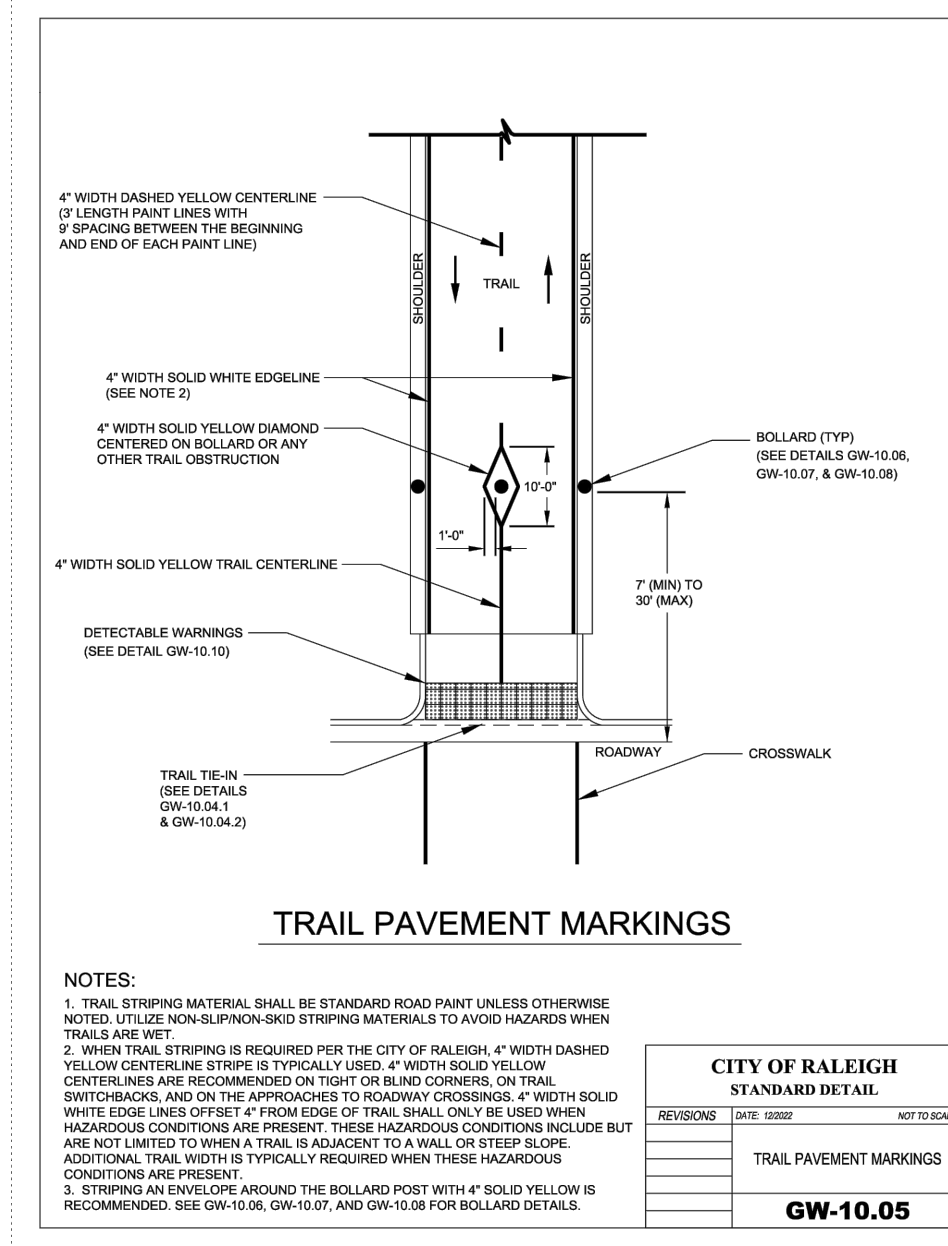 4" WIDTH DASHED YELLOW CENTERLINE
(3' LENGTH PAINT LINES WITH
9' SPACING BETWEEN THE BEGINNING
AND END OF EACH PAINT LINE)
SHOULDER
TRAIL
SHOULDER
4" WIDTH SOLID WHITE EDGELINE
(SEE NOTE 2)
4" WIDTH SOLID YELLOW DIAMOND
CENTERED ON BOLLARD OR ANY
OTHER TRAIL OBSTRUCTION
BOLLARD (TYP)
(SEE DETAILS GW-10.06,
GW-10.07, & GW-10.08)
10'-0"
1'-0"
4" WIDTH SOLID YELLOW TRAIL CENTERLINE
7' (MIN) TO
30' (MAX)
DETECTABLE WARNINGS
(SEE DETAIL GW-10.10)
ROADWAY
CROSSWALK
TRAIL TIE-IN
(SEE DETAILS
GW-10.04.1
& GW-10.04.2)
TRAIL PAVEMENT MARKINGS
NOTES:
1. TRAIL STRIPING MATERIAL SHALL BE STANDARD ROAD PAINT UNLESS OTHERWISE
NOTED. UTILIZE NON-SLIP/NON-SKID STRIPING MATERIALS TO AVOID HAZARDS WHEN
TRAILS ARE WET.
2. WHEN TRAIL STRIPING IS REQUIRED PER THE CITY OF RALEIGH, 4" WIDTH DASHED
YELLOW CENTERLINE STRIPE IS TYPICALLY USED. 4" WIDTH SOLID YELLOW
CENTERLINES ARE RECOMMENDED ON TIGHT OR BLIND CORNERS, ON TRAIL
SWITCHBACKS, AND ON THE APPROACHES TO ROADWAY CROSSINGS. 4" WIDTH SOLID
WHITE EDGE LINES OFFSET 4" FROM EDGE OF TRAIL SHALL ONLY BE USED WHEN
HAZARDOUS CONDITIONS ARE PRESENT. THESE HAZARDOUS CONDITIONS INCLUDE BUT
ARE NOT LIMITED TO WHEN A TRAIL IS ADJACENT TO A WALL OR STEEP SLOPE.
ADDITIONAL TRAIL WIDTH IS TYPICALLY REQUIRED WHEN THESE HAZARDOUS
CONDITIONS ARE PRESENT.
3. STRIPING AN ENVELOPE AROUND THE BOLLARD POST WITH 4" SOLID YELLOW IS
RECOMMENDED. SEE GW-10.06, GW-10.07, AND GW-10.08 FOR BOLLARD DETAILS.
CITY OF RALEIGH
STANDARD DETAIL
REVISIONS
DATE: 12/2022
NOT TO
TRAIL PAVEMENT MARKINGS
GW-10.05